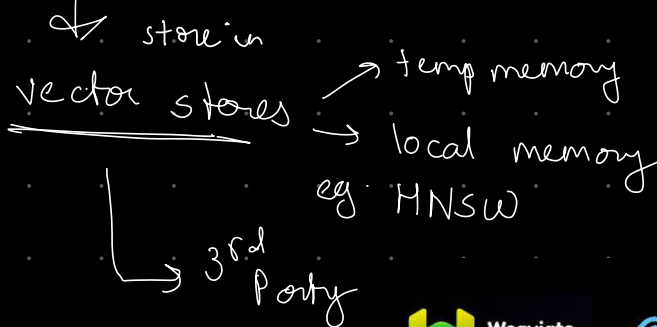 store in
temp memory
vector stores
local memory
eg. HNSW
3rd
Party